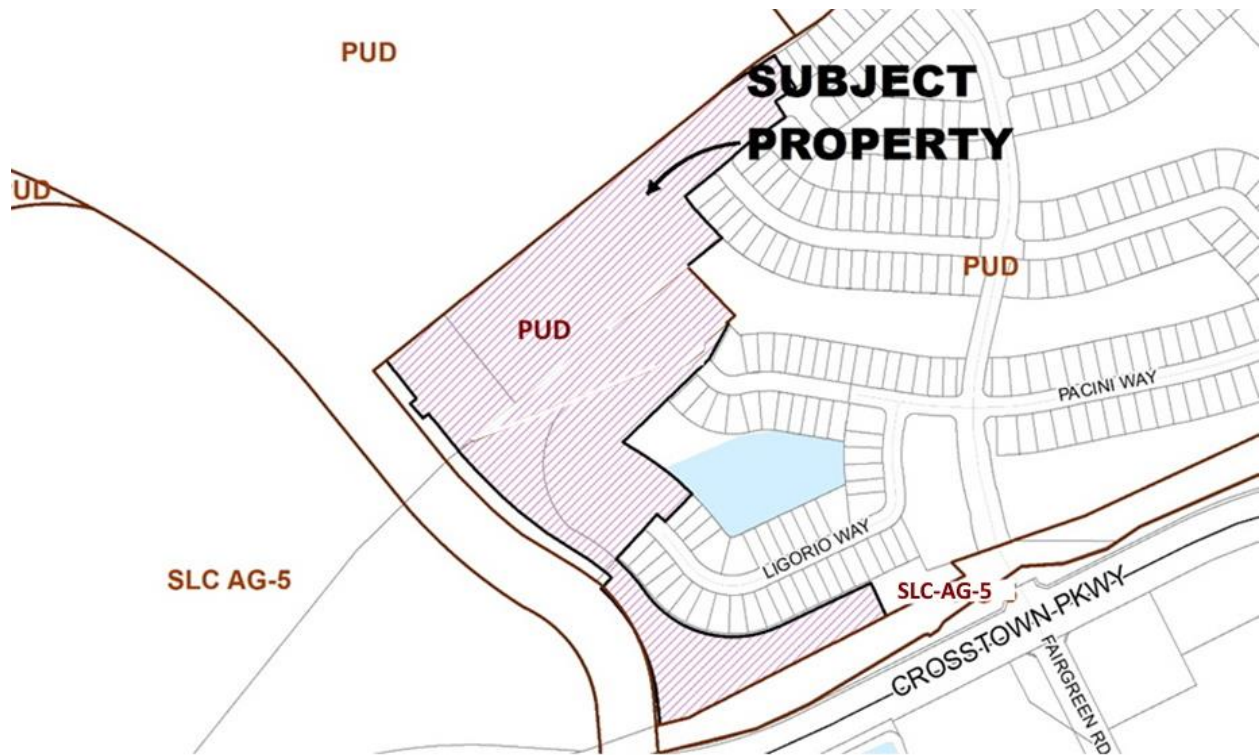 PUD
SUBJECT
PROPERTY
UD
PUD
PUD
PACINI WAY
LIGORIO WAY
SLC AG-5
SLC-AG-5
CROSSTOWN PKWY
FAIRGREEN RD